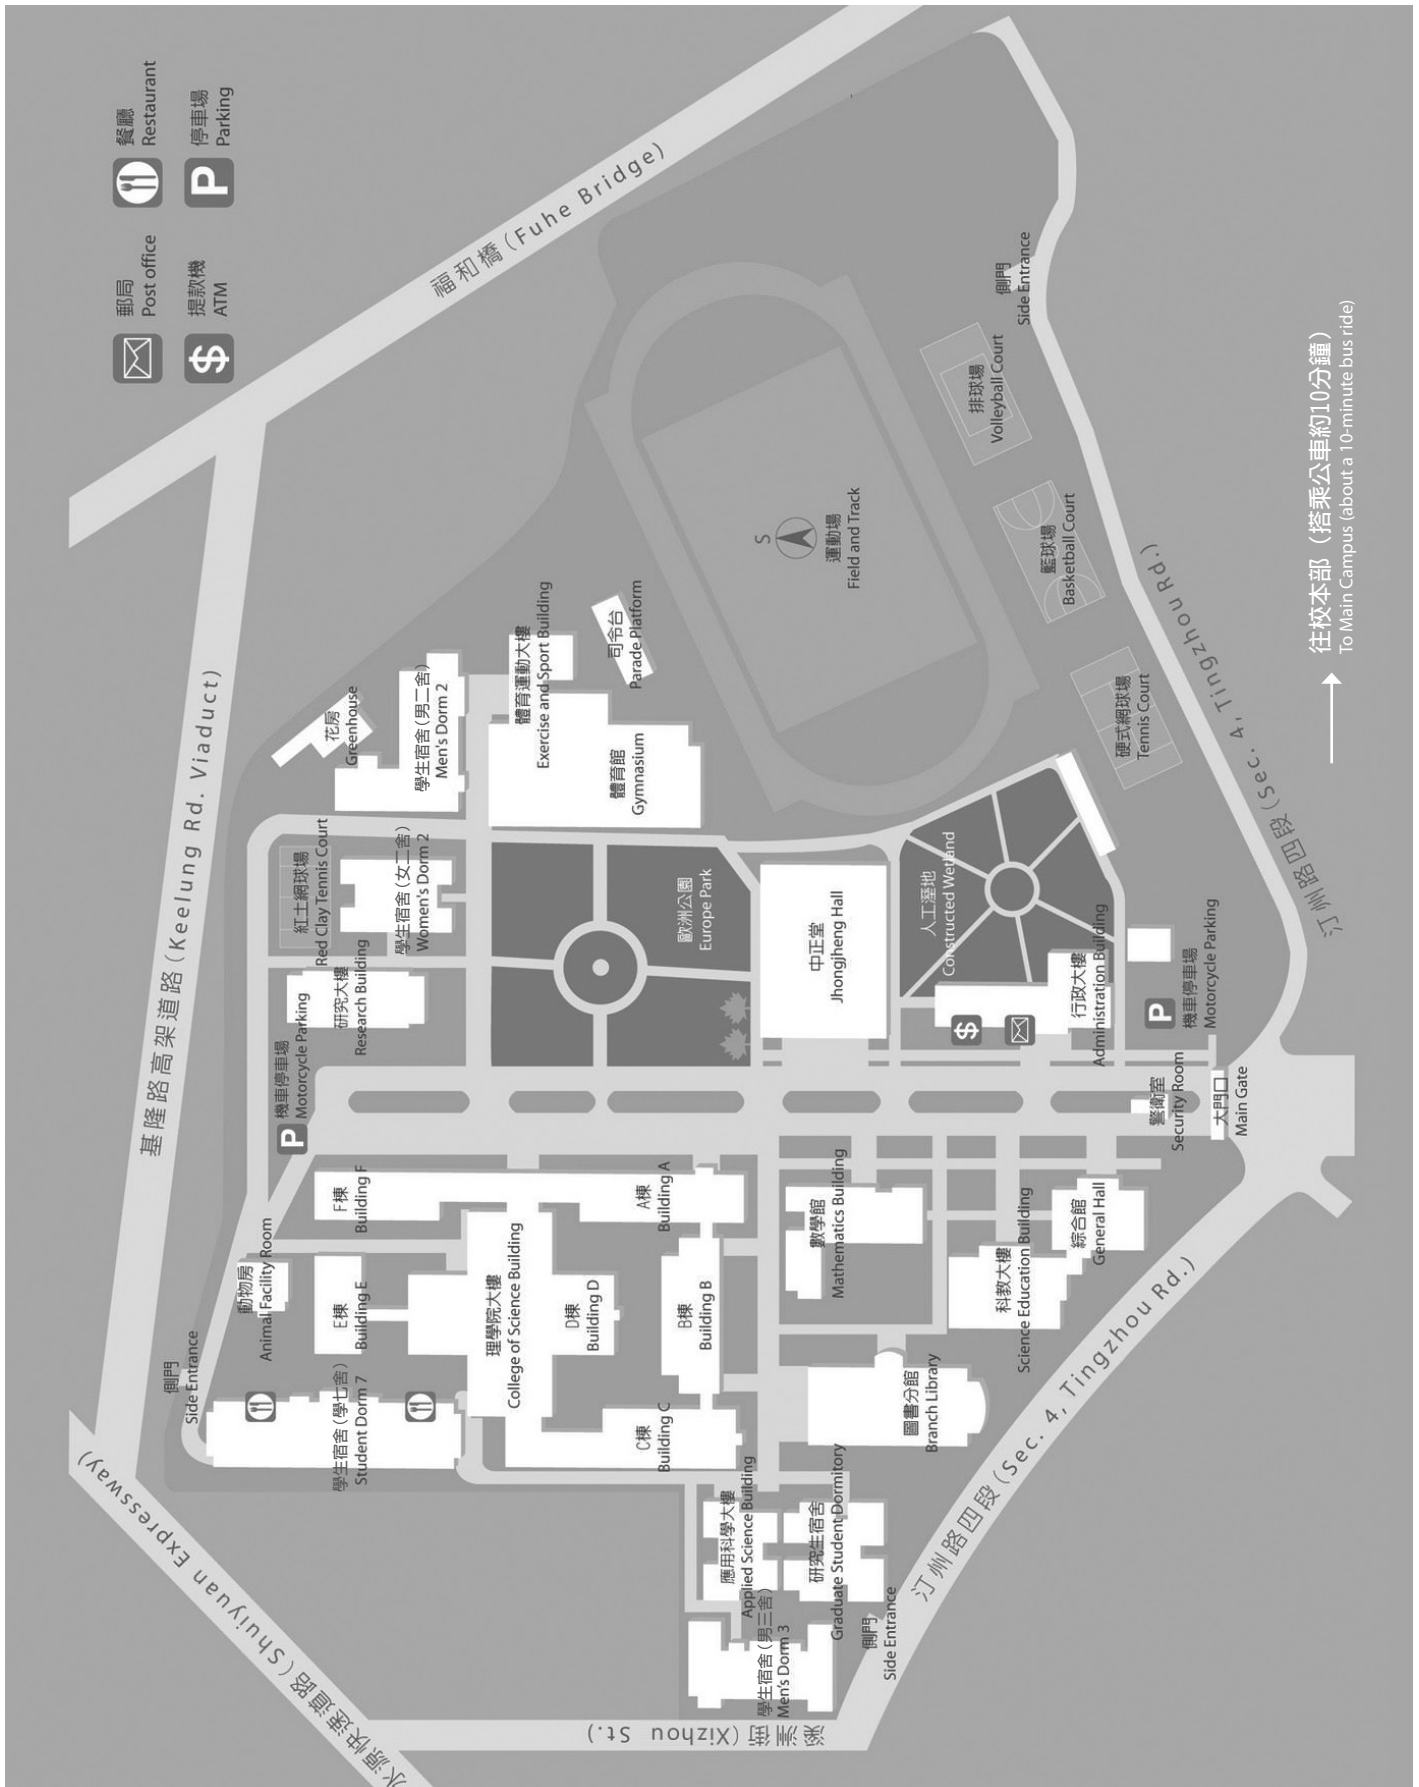 餐廳
Restaurant
停車場
Parking
P
郵局
Post office
提款機
ATM
$
福和橋(Fuhe Bridge)
基隆路高架道路(Keelung Rd. Viaduct)
水源快速道路(Shuiyuan Expressway)
溪洲街(Xizhou St.)
汀州路四段(Sec. 4, Tingzhou Rd.)
汀州路四段(Sec. 4, Tingzhou Rd.)
往校本部(搭乘公車約10分鐘)
To Main Campus (about a 10-minute bus ride)
側門
Side Entrance
排球場
Volleyball Court
籃球場
Basketball Court
硬式網球場
Tennis Court
S
運動場
Field and Track
司令台
Parade Platform
體育運動大樓
Exercise and Sport Building
體育館
Gymnasium
花房
Greenhouse
學生宿舍(男二舍)
Men's Dorm 2
紅土網球場
Red Clay Tennis Court
學生宿舍(女二舍)
Women's Dorm 2
研究大樓
Research Building
歐洲公園
Europe Park
中正堂
Jhongjheng Hall
人工溼地
Constructed Wetland
行政大樓
Administration Building
$
P
機車停車場
Motorcycle Parking
P
機車停車場
Motorcycle Parking
警衛室
Security Room
大門口
Main Gate
F棟
Building F
A棟
Building A
E棟
Building E
理學院大樓
College of Science Building
D棟
Building D
B棟
Building B
C棟
Building C
動物房
Animal Facility Room
側門
Side Entrance
學生宿舍(學七舍)
Student Dorm 7
數學館
Mathematics Building
科教大樓
Science Education Building
綜合館
General Hall
圖書分館
Branch Library
應用科學大樓
Applied Science Building
研究生宿舍
Graduate Student Dormitory
學生宿舍(男三舍)
Men's Dorm 3
側門
Side Entrance